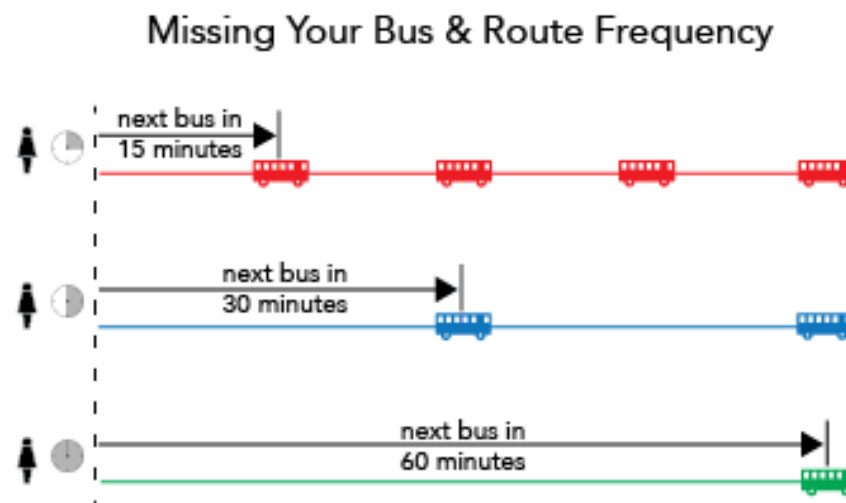 Missing Your Bus & Route Frequency
next bus in
15 minutes
next bus in
30 minutes
next bus in
60 minutes